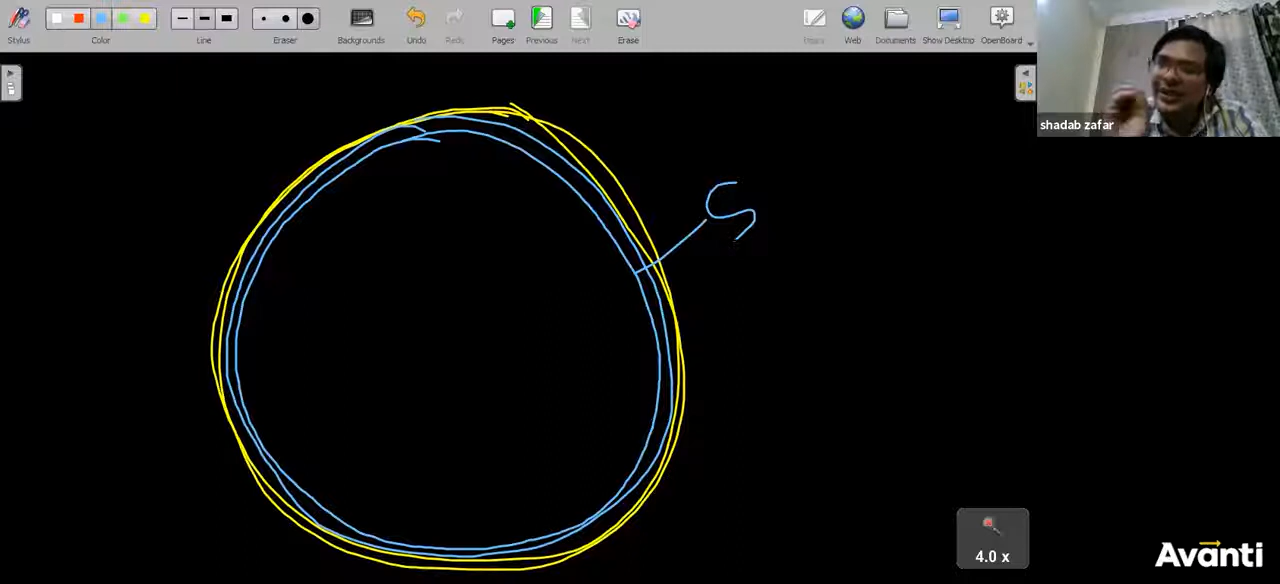 Stylus
Color
Line
Eraser
Backgrounds
Undo
Redo
Pages
Previous
Next
Erase
Web
Documents
Show Desktop
OpenBoard
shadab zafar
S
4.0 x
Avanti